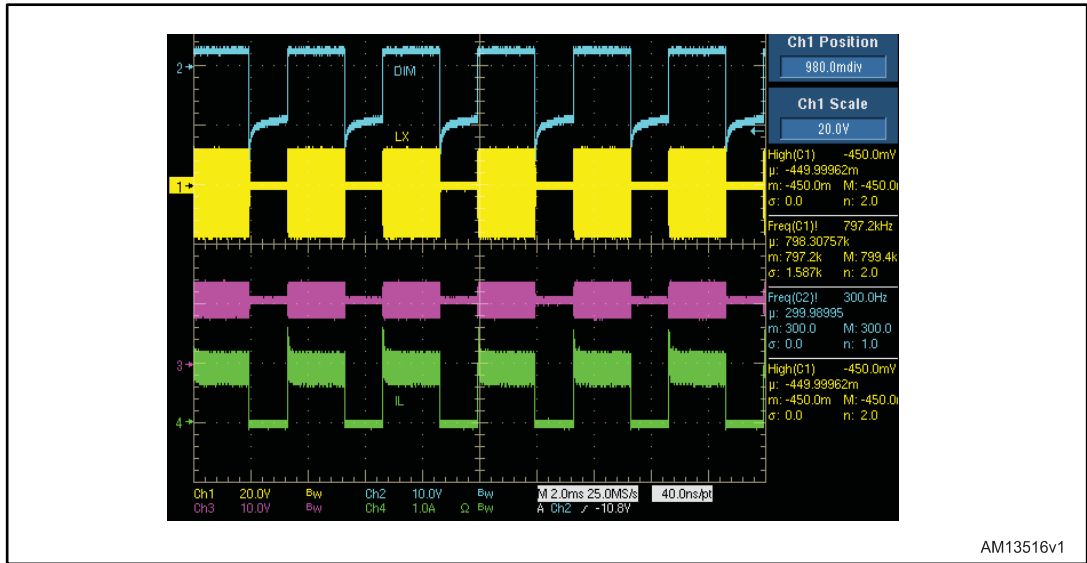 Ch1 Position
980.0mdiv
Ch1 Scale
20.0V
2
DIM
LX
1
3
IL
4
High(C1) -450.0mV
µ: -449.99962m
m: -450.0m M: -450.0
σ: 0.0 n: 2.0
Freq(C1)! 797.2kHz
µ: 798.30757k
m: 797.2k M: 799.4k
σ: 1.587k n: 2.0
Freq(C2)! 300.0Hz
µ: 299.98995
m: 300.0 M: 300.0
σ: 0.0 n: 1.0
High(C1) -450.0mV
µ: -449.99962m
m: -450.0m M: -450.0
σ: 0.0 n: 2.0
Ch1 20.0V Bw Ch2 10.0V Bw M 2.0ms 25.0MS/s 40.0ns/pt
Ch3 10.0V Bw Ch4 1.0A Ω Bw A Ch2 -10.8V
AM13516v1